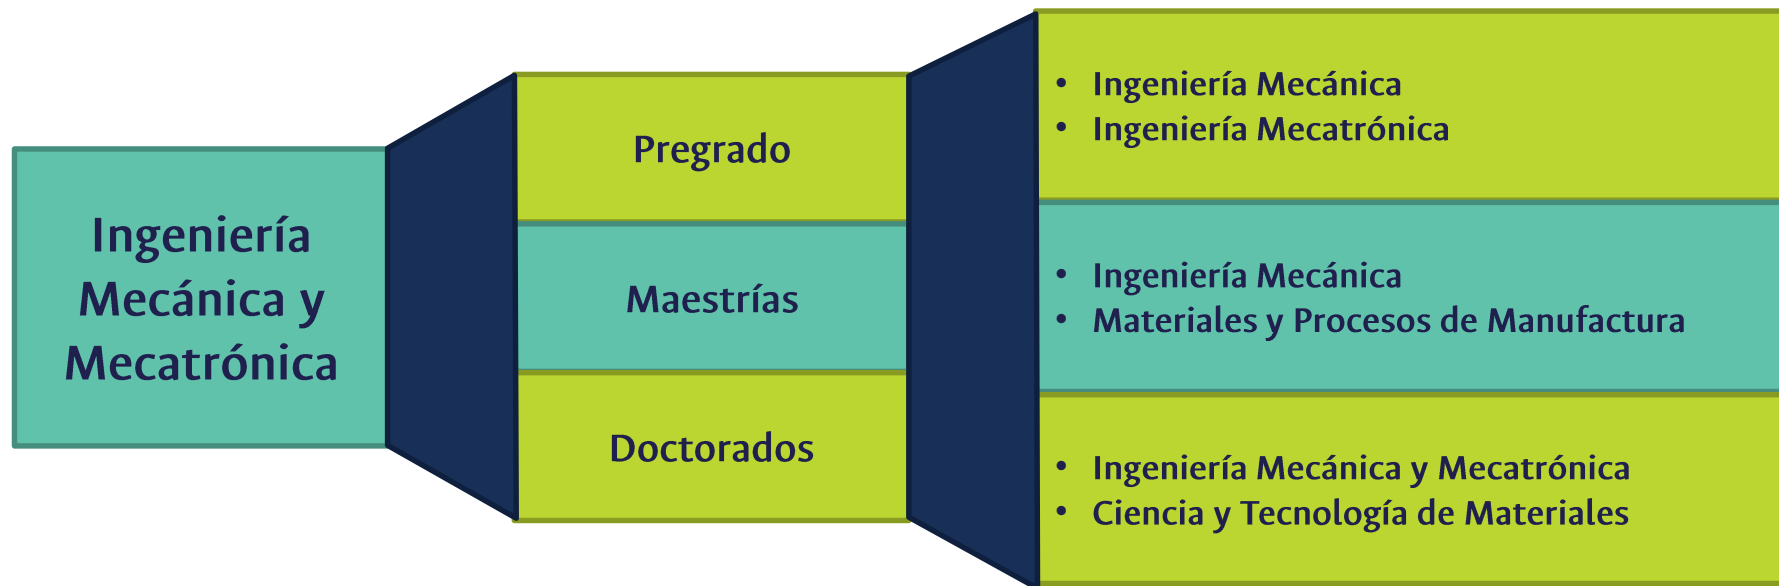 Ingeniería
Mecánica y
Mecatrónica
Pregrado
Maestrías
Doctorados
• Ingeniería Mecánica
• Ingeniería Mecatrónica
• Ingeniería Mecánica
• Materiales y Procesos de Manufactura
• Ingeniería Mecánica y Mecatrónica
• Ciencia y Tecnología de Materiales